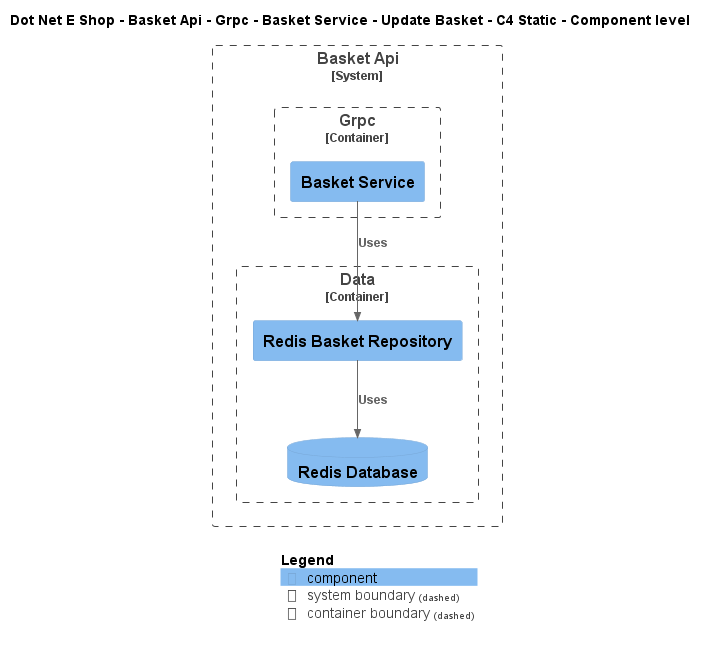 Dot Net E Shop - Basket Api - Grpc - Basket Service - Update Basket - C4 Static - Component level
Basket Api
[System]
Grpc
[Container]
Basket Service
Uses
Data
[Container]
Redis Basket Repository
Uses
Redis Database
Legend
component
system boundary (dashed)
container boundary (dashed)